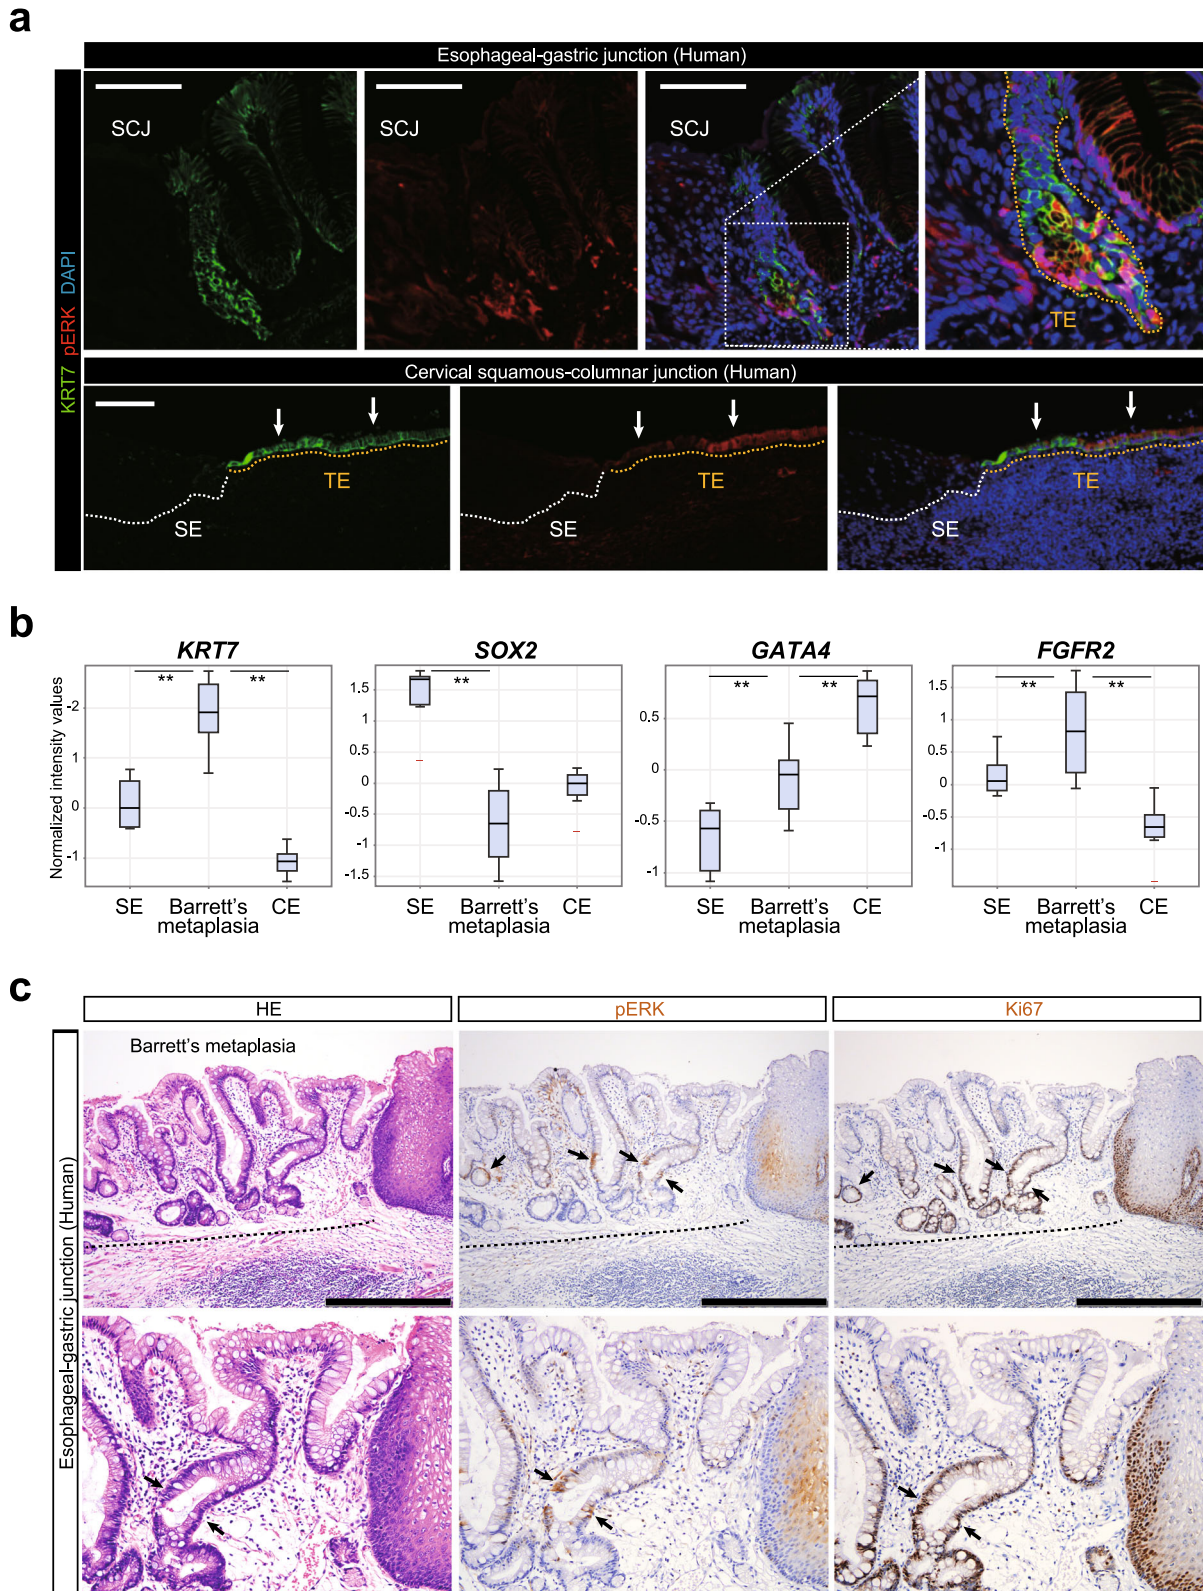 a
Esophageal-gastric junction (Human)
SCJ
SCJ
TE
KRT7 pERK DAPI
Cervical squamous-columnar junction (Human)
TE
SE
TE
SE
SE
b
KRT7
SOX2
GATA4
FGFR2
Normalized intensity values
**
**
-2
1
0
-1
**
1.5
1
0.5
0
-0.5
-1
-1.5
**
**
0.5
0
-0.5
-1
**
**
1.5
1
0.5
0
-0.5
-1
SE
Barrett's
metaplasia
CE
SE
Barrett's
metaplasia
CE
SE
Barrett's
metaplasia
CE
SE
Barrett's
metaplasia
CE
c
HE
pERK
Ki67
Esophageal-gastric junction (Human)
Barrett's metaplasia